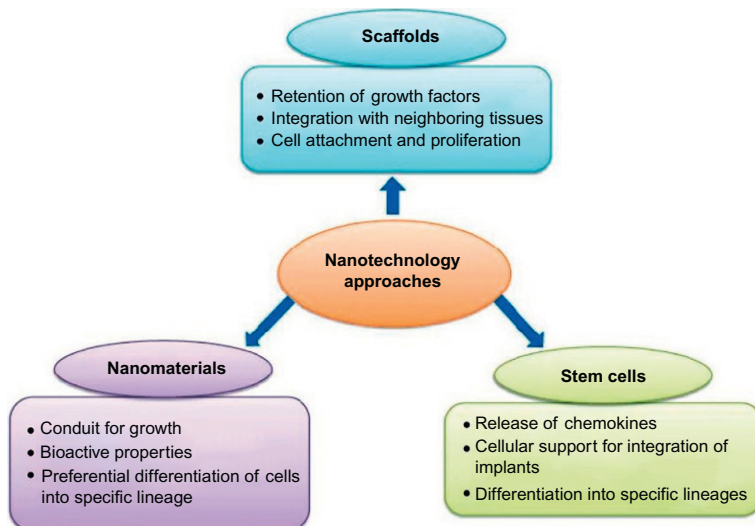 Scaffolds
• Retention of growth factors
• Integration with neighboring tissues
• Cell attachment and proliferation
Nanotechnology
approaches
Nanomaterials
• Conduit for growth
• Bioactive properties
• Preferential differentiation of cells
into specific lineage
Stem cells
• Release of chemokines
• Cellular support for integration of
implants
• Differentiation into specific lineages